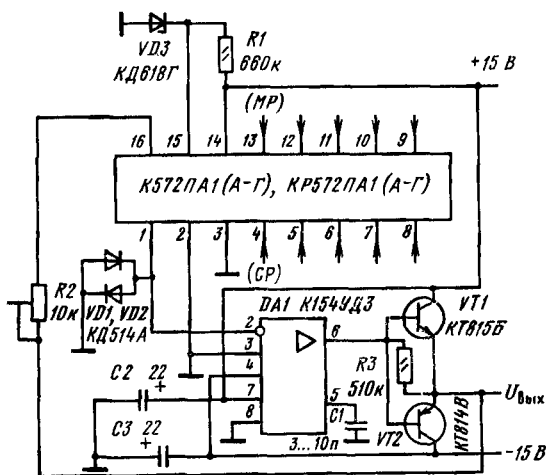 VD3
КД618Г
R1
660к
+15 В
(МР)
16 15 14 13 12 11 10 9
К572ПА1 (А-Г), КР572ПА1 (А-Г)
1 2 3 4 5 6 7 8
(СР)
R2
10к
VD1, VD2
КД514А
DA1 К154УД3
VT1
КТ815Б
2
3
4
7
8
6
5
R3
510к
C1
3...10п
C2 22 +
C3 22 +
VT2
КТ814В
Uвых
-15 В